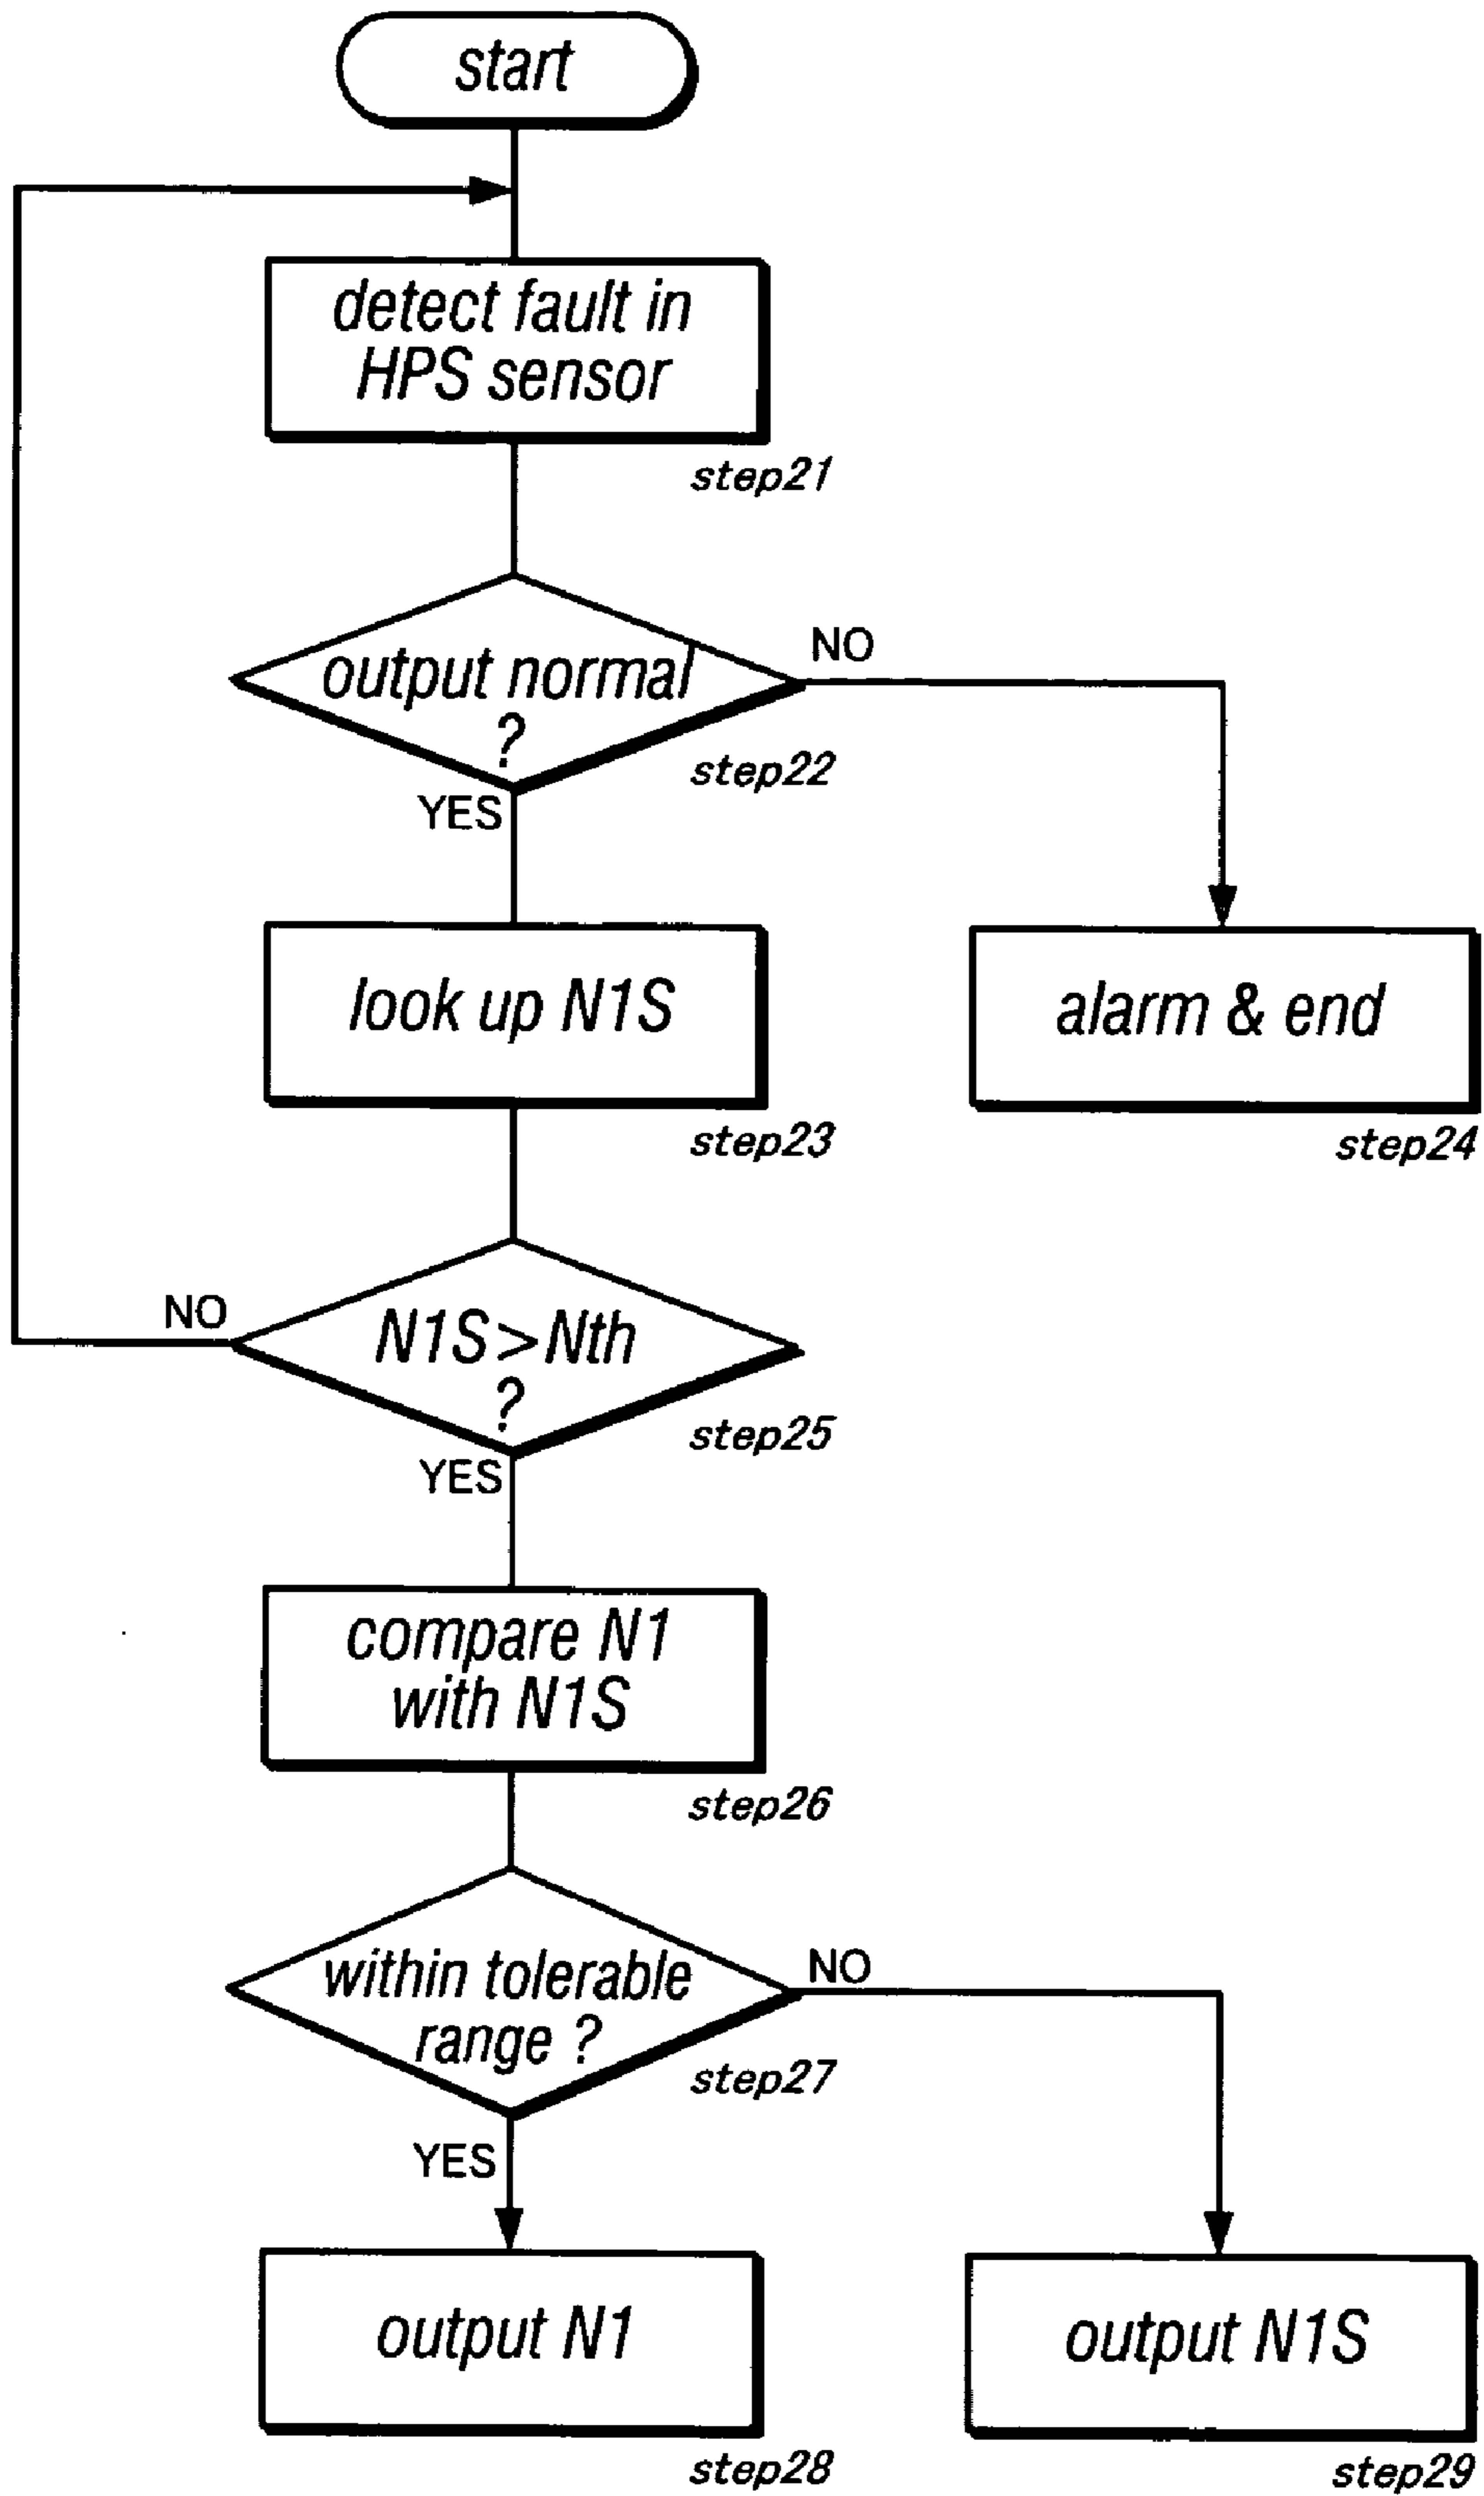 start
detect fault in
HPS sensor
step21
output normal
?
NO
step22
YES
look up N1S
step23
alarm & end
step24
NO
N1S>Nth
?
step25
YES
compare N1
with N1S
step26
within tolerable
range ?
NO
step27
YES
output N1
step28
output N1S
step29